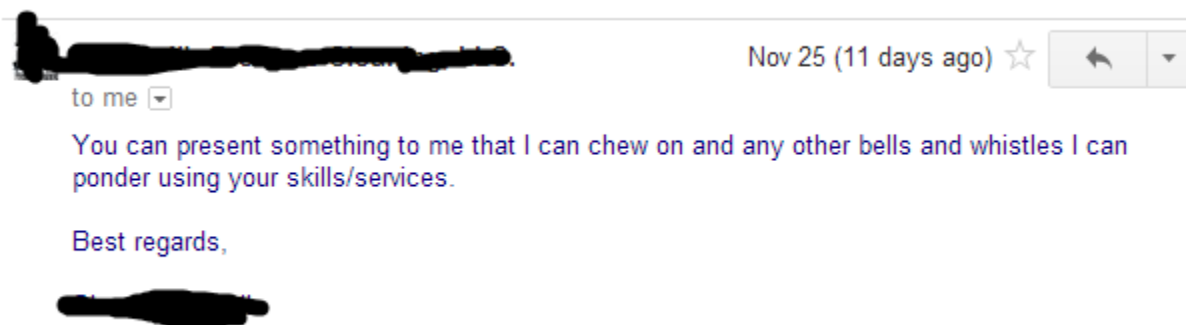 Nov 25 (11 days ago)
to me
You can present something to me that I can chew on and any other bells and whistles I can
ponder using your skills/services.
Best regards,